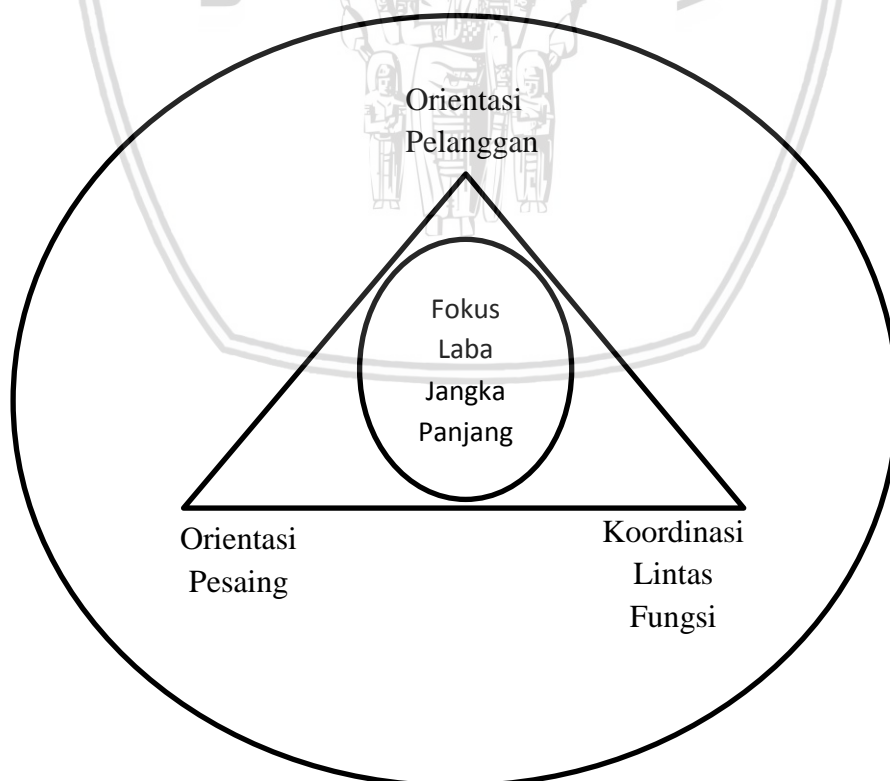 Orientasi
Pelanggan
Fokus
Laba
Jangka
Panjang
Orientasi
Pesaing
Koordinasi
Lintas
Fungsi